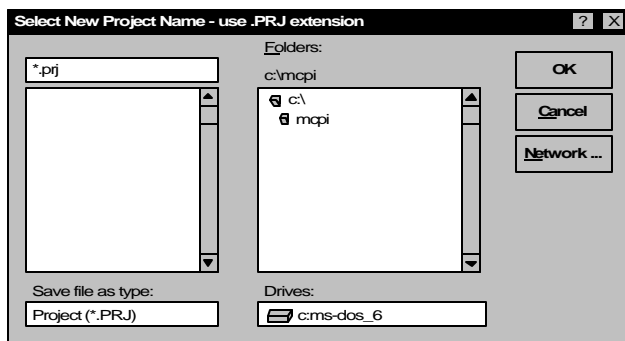 Select New Project Name - use .PRJ extension ? X
*.prj
Folders:
c:\mcpi
c:\
mcpi
OK
Cancel
Network ...
Save file as type:
Project (*.PRJ)
Drives:
c:ms-dos_6